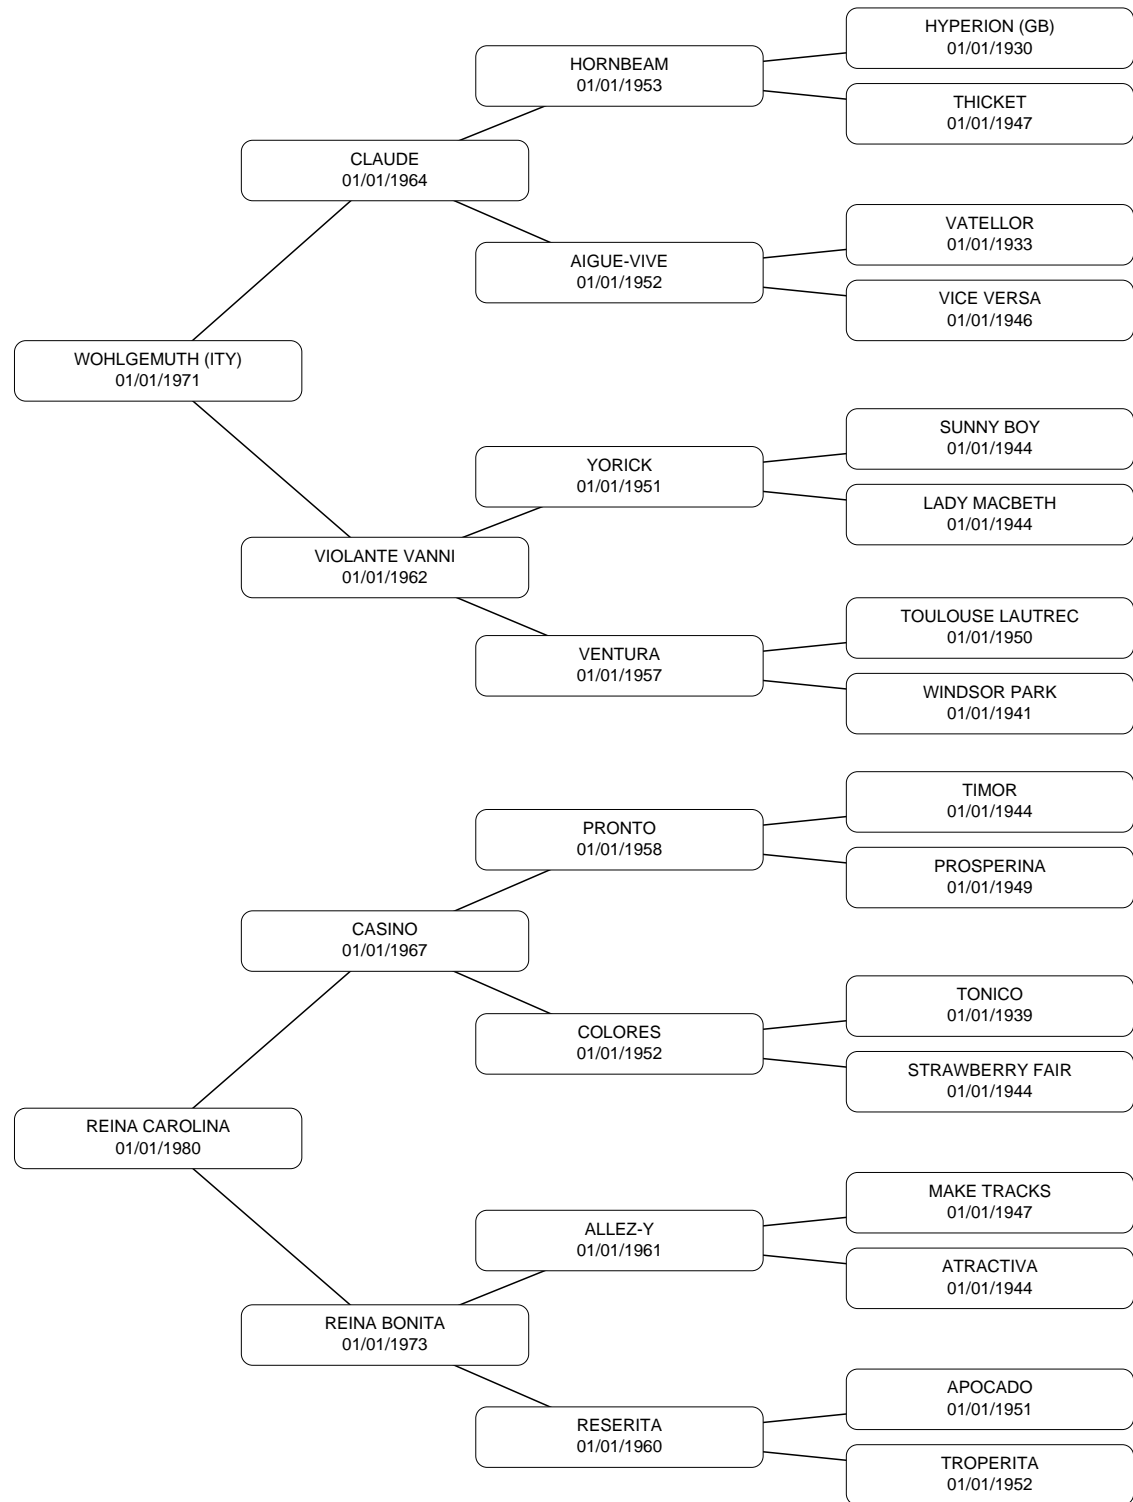 HYPERION (GB)
01/01/1930
HORNBEAM
01/01/1953
THICKET
01/01/1947
CLAUDE
01/01/1964
VATELLOR
01/01/1933
AIGUE-VIVE
01/01/1952
VICE VERSA
01/01/1946
WOHLGEMUTH (ITY)
01/01/1971
SUNNY BOY
01/01/1944
YORICK
01/01/1951
LADY MACBETH
01/01/1944
VIOLANTE VANNI
01/01/1962
TOULOUSE LAUTREC
01/01/1950
VENTURA
01/01/1957
WINDSOR PARK
01/01/1941
TIMOR
01/01/1944
PRONTO
01/01/1958
PROSPERINA
01/01/1949
CASINO
01/01/1967
TONICO
01/01/1939
COLORES
01/01/1952
STRAWBERRY FAIR
01/01/1944
REINA CAROLINA
01/01/1980
MAKE TRACKS
01/01/1947
ALLEZ-Y
01/01/1961
ATRACTIVA
01/01/1944
REINA BONITA
01/01/1973
APOCADO
01/01/1951
RESERITA
01/01/1960
TROPERITA
01/01/1952